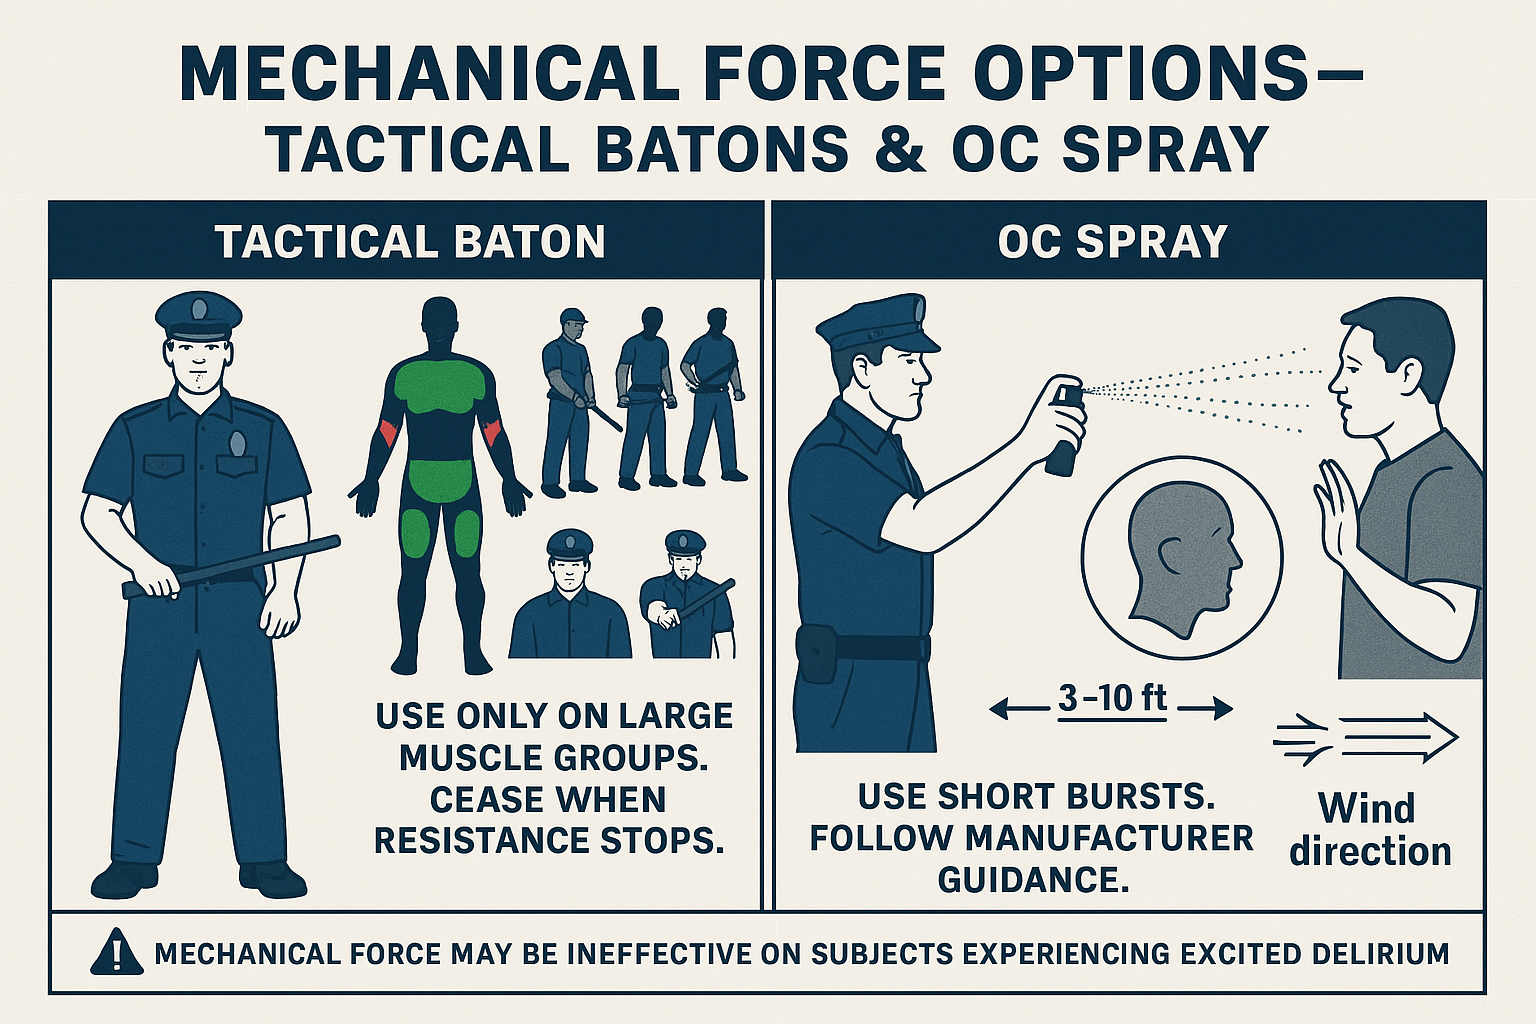 MECHANICAL FORCE OPTIONS—
TACTICAL BATONS & OC SPRAY
TACTICAL BATON
USE ONLY ON LARGE
MUSCLE GROUPS.
CEASE WHEN
RESISTANCE STOPS.
OC SPRAY
3–10 ft
USE SHORT BURSTS.
FOLLOW MANUFACTURER
GUIDANCE.
Wind
direction
! MECHANICAL FORCE MAY BE INEFFECTIVE ON SUBJECTS EXPERIENCING EXCITED DELIRIUM